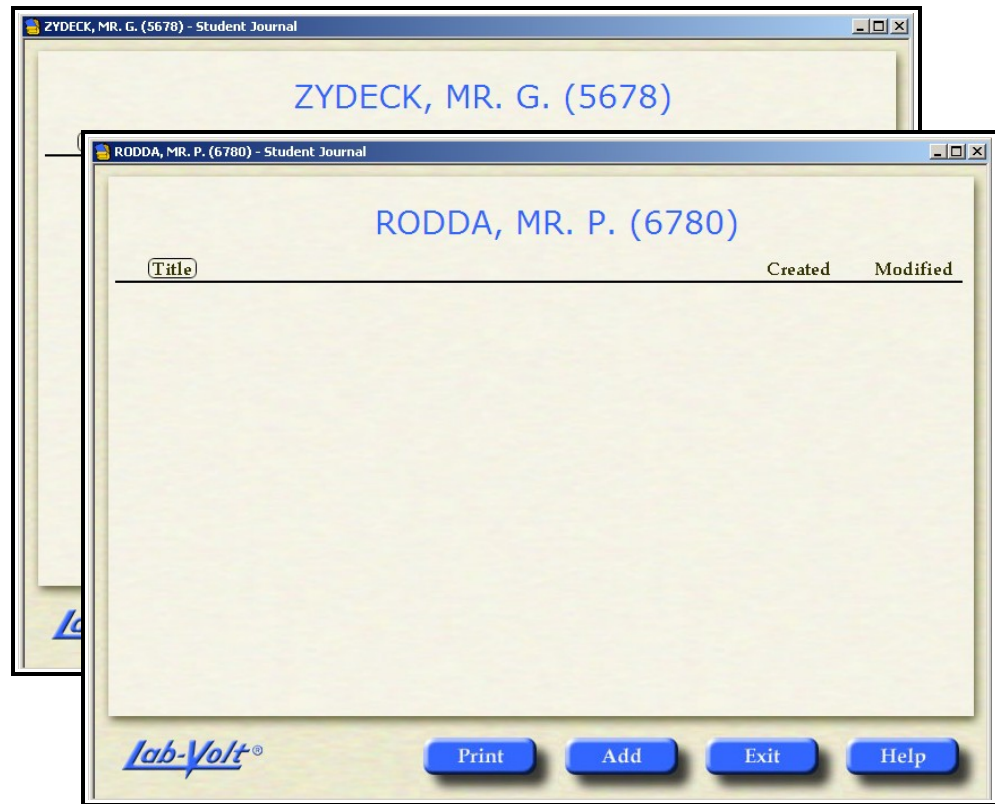 ZYDECK, MR. G. (5678) - Student Journal
ZYDECK, MR. G. (5678)
RODDA, MR. P. (6780) - Student Journal
RODDA, MR. P. (6780)
Title Created Modified
Lab-Volt® Print Add Exit Help